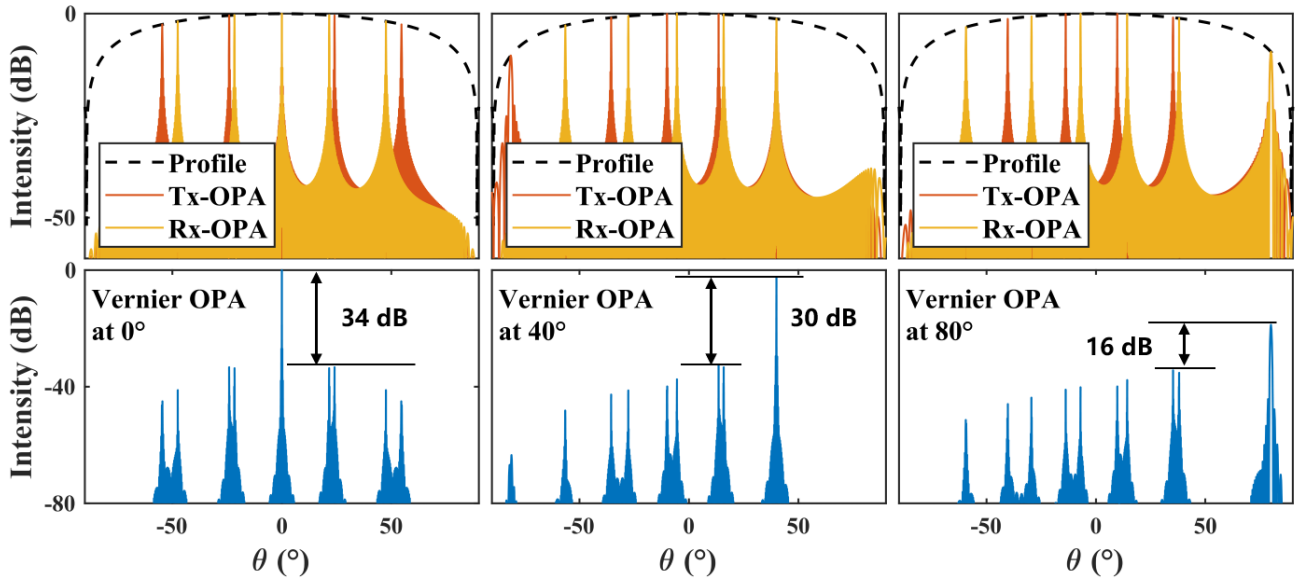 Intensity (dB)
0
-50
Profile
Tx-OPA
Rx-OPA
Profile
Tx-OPA
Rx-OPA
Profile
Tx-OPA
Rx-OPA
Intensity (dB)
0
-40
-80
Vernier OPA
at 0°
34 dB
Vernier OPA
at 40°
30 dB
Vernier OPA
at 80°
16 dB
-50 0 50
-50 0 50
-50 0 50
θ (°)
θ (°)
θ (°)